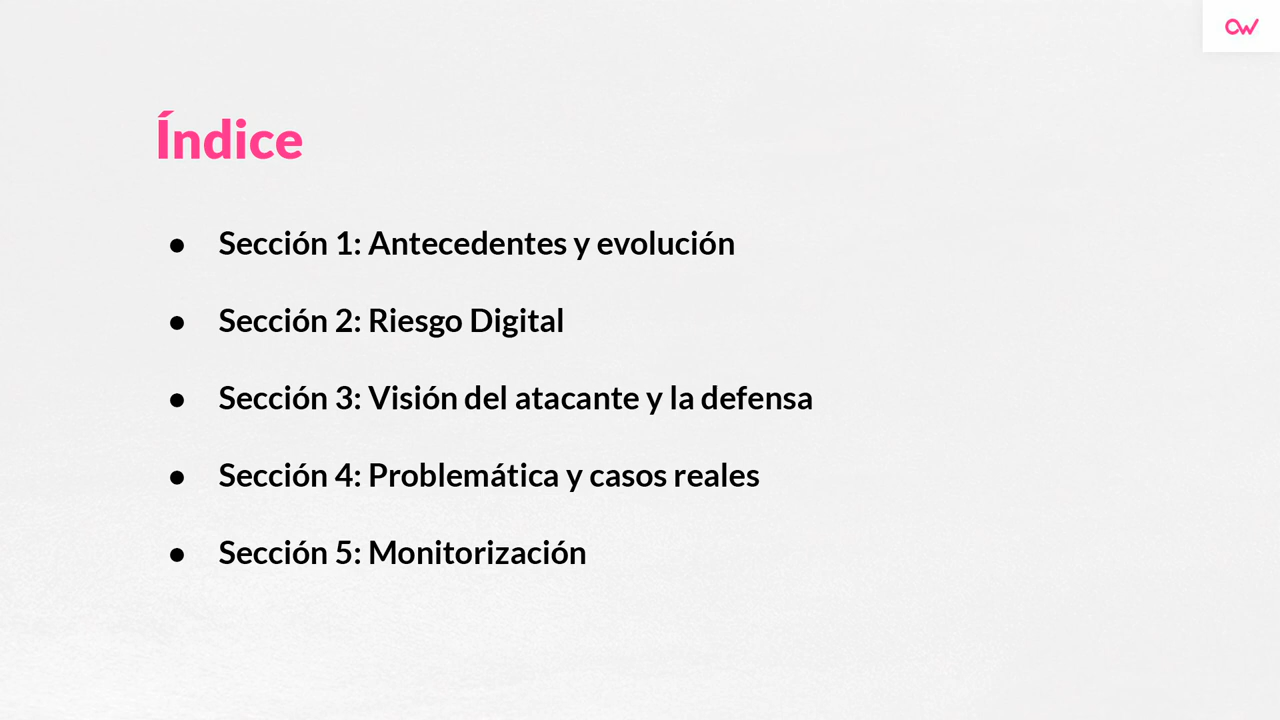 Índice
● Sección 1: Antecedentes y evolución
● Sección 2: Riesgo Digital
● Sección 3: Visión del atacante y la defensa
● Sección 4: Problemática y casos reales
● Sección 5: Monitorización